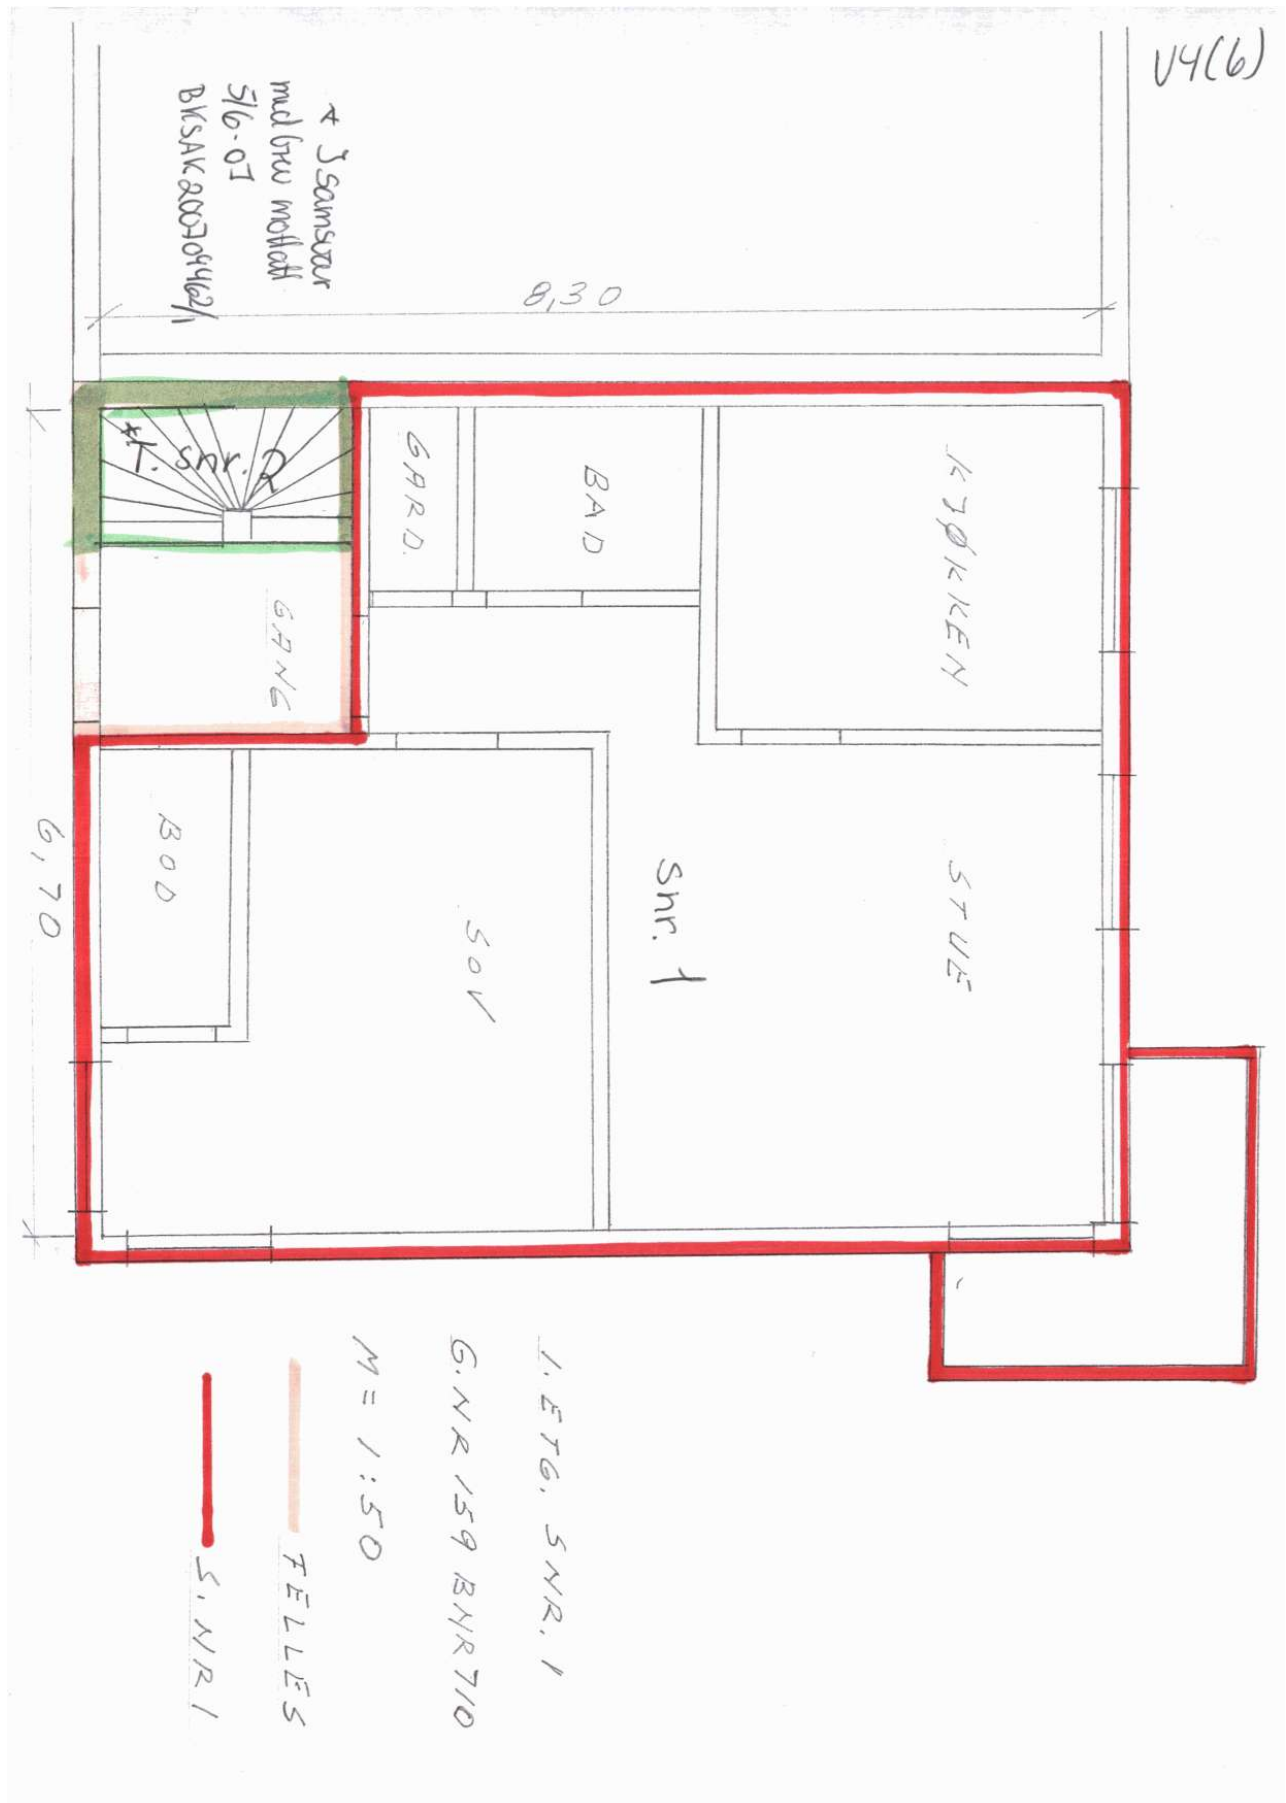 V4(6)
* I samsvar
med brev mottatt
5/6-07
BKSAK200709462/1
8,30
*T. snr. 2
GARD.
BAD
KJØKKEN
GANG
BOD
SOV
Snr. 1
STUE
6,70
1. ETG. SNR. 1
G.NR 159 BNR 710
M = 1:50
FELLES
S.NR 1